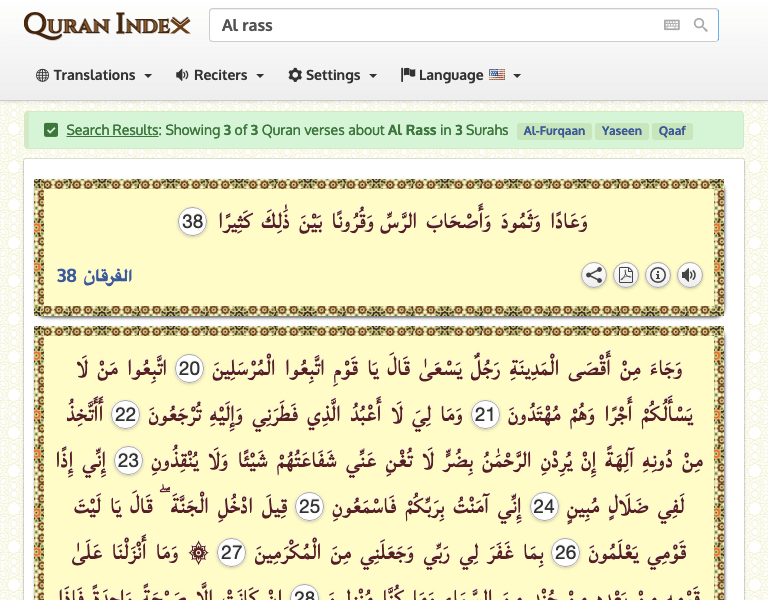 QURAN INDEX
Al rass
Translations Reciters Settings Language
Search Results: Showing 3 of 3 Quran verses about Al Rass in 3 Surahs Al-Furqaan Yaseen Qaaf
وَعَادًا وَثَمُودَ وَأَصْحَابَ الرَّسِّ وَقُرُونًا بَيْنَ ذَٰلِكَ كَثِيرًا 38
الفرقان 38
وَجَاءَ مِنْ أَقْصَى الْمَدِينَةِ رَجُلٌ يَسْعَىٰ قَالَ يَا قَوْمِ اتَّبِعُوا الْمُرْسَلِينَ 20 اتَّبِعُوا مَنْ لَا
يَسْأَلُكُمْ أَجْرًا وَهُمْ مُهْتَدُونَ 21 وَمَا لِيَ لَا أَعْبُدُ الَّذِي فَطَرَنِي وَإِلَيْهِ تُرْجَعُونَ 22 أَأَتَّخِذُ
مِنْ دُونِهِ آلِهَةً إِنْ يُرِدْنِ الرَّحْمَٰنُ بِضُرٍّ لَا تُغْنِ عَنِّي شَفَاعَتُهُمْ شَيْئًا وَلَا يُنْقِذُونِ 23 إِنِّي إِذًا
لَفِي ضَلَالٍ مُبِينٍ 24 إِنِّي آمَنْتُ بِرَبِّكُمْ فَاسْمَعُونِ 25 قِيلَ ادْخُلِ الْجَنَّةَ ۖ قَالَ يَا لَيْتَ
قَوْمِي يَعْلَمُونَ 26 بِمَا غَفَرَ لِي رَبِّي وَجَعَلَنِي مِنَ الْمُكْرَمِينَ 27 ۞ وَمَا أَنْزَلْنَا عَلَىٰ
28